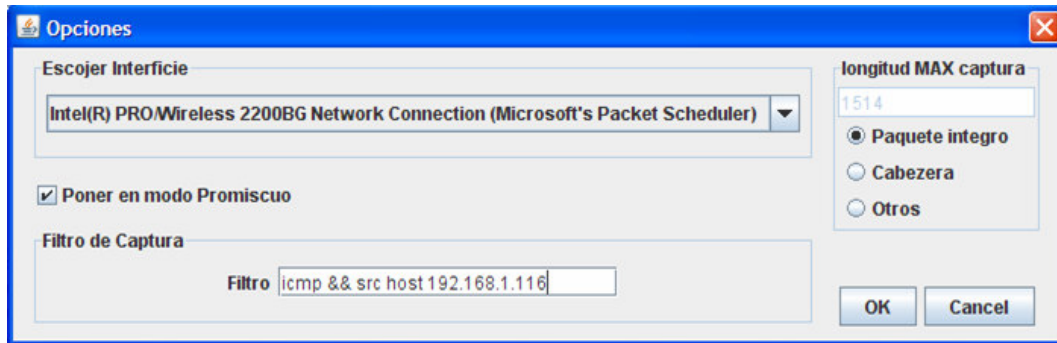 Opciones
Escojer Interficie
Intel(R) PRO/Wireless 2200BG Network Connection (Microsoft's Packet Scheduler)
Poner en modo Promiscuo
Filtro de Captura
Filtro icmp && src host 192.168.1.116
longitud MAX captura
1514
Paquete integro
Cabezera
Otros
OK Cancel